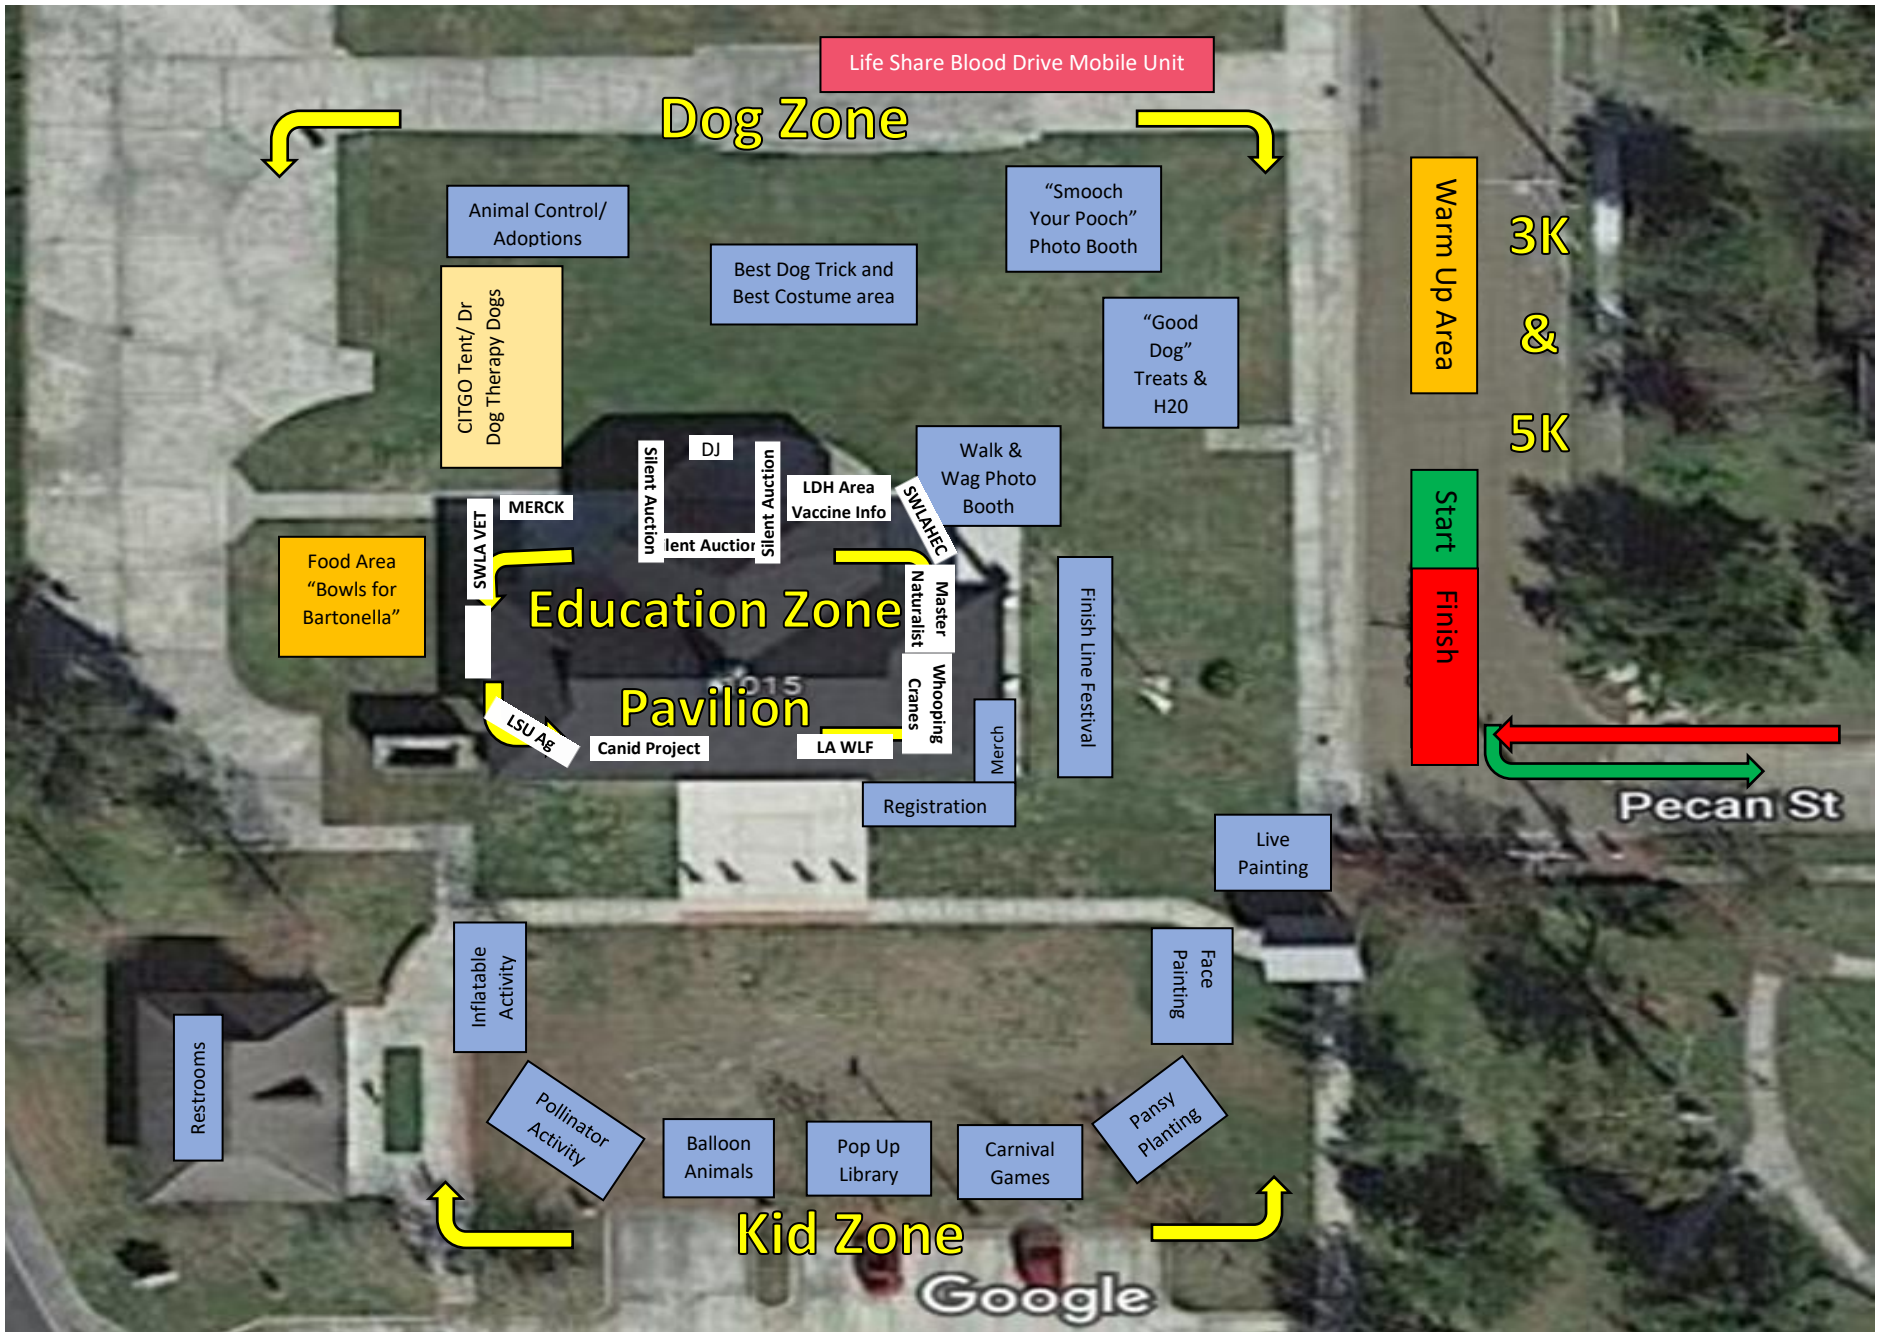 Life Share Blood Drive Mobile Unit
Dog Zone
Animal Control/
Adoptions
"Smooch
Your Pooch"
Photo Booth
Best Dog Trick and
Best Costume area
CITGO Tent/ Dr
Dog Therapy Dogs
"Good
Dog"
Treats &
H20
Warm Up Area
3K
&
5K
Start
Finish
Pecan St
Walk &
Wag Photo
Booth
DJ
Silent Auction
Silent Auction
lent Auction
LDH Area
Vaccine Info
SWLAHEC
MERCK
SWLA VET
Food Area
"Bowls for
Bartonella"
Education Zone
Pavilion
Master
Naturalist
Whooping
Cranes
LSU Ag
Canid Project
LA WLF
Merch
Registration
Finish Line Festival
Live
Painting
Inflatable
Activity
Face
Painting
Restrooms
Pollinator
Activity
Balloon
Animals
Pop Up
Library
Carnival
Games
Pansy
Planting
Kid Zone
Google